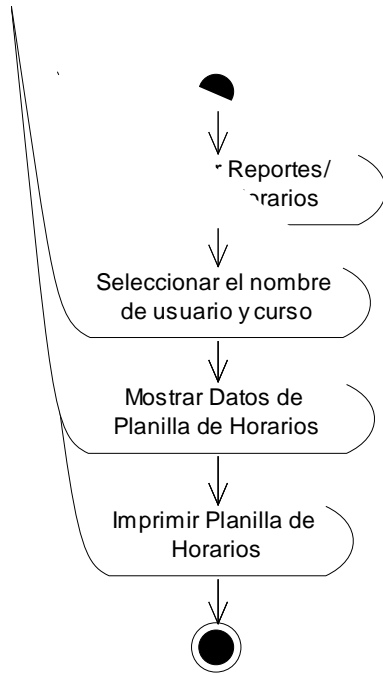 Reportes/
Seleccionar el nombre
de usuario y curso
Mostrar Datos de
Planilla de Horarios
Imprimir Planilla de
Horarios